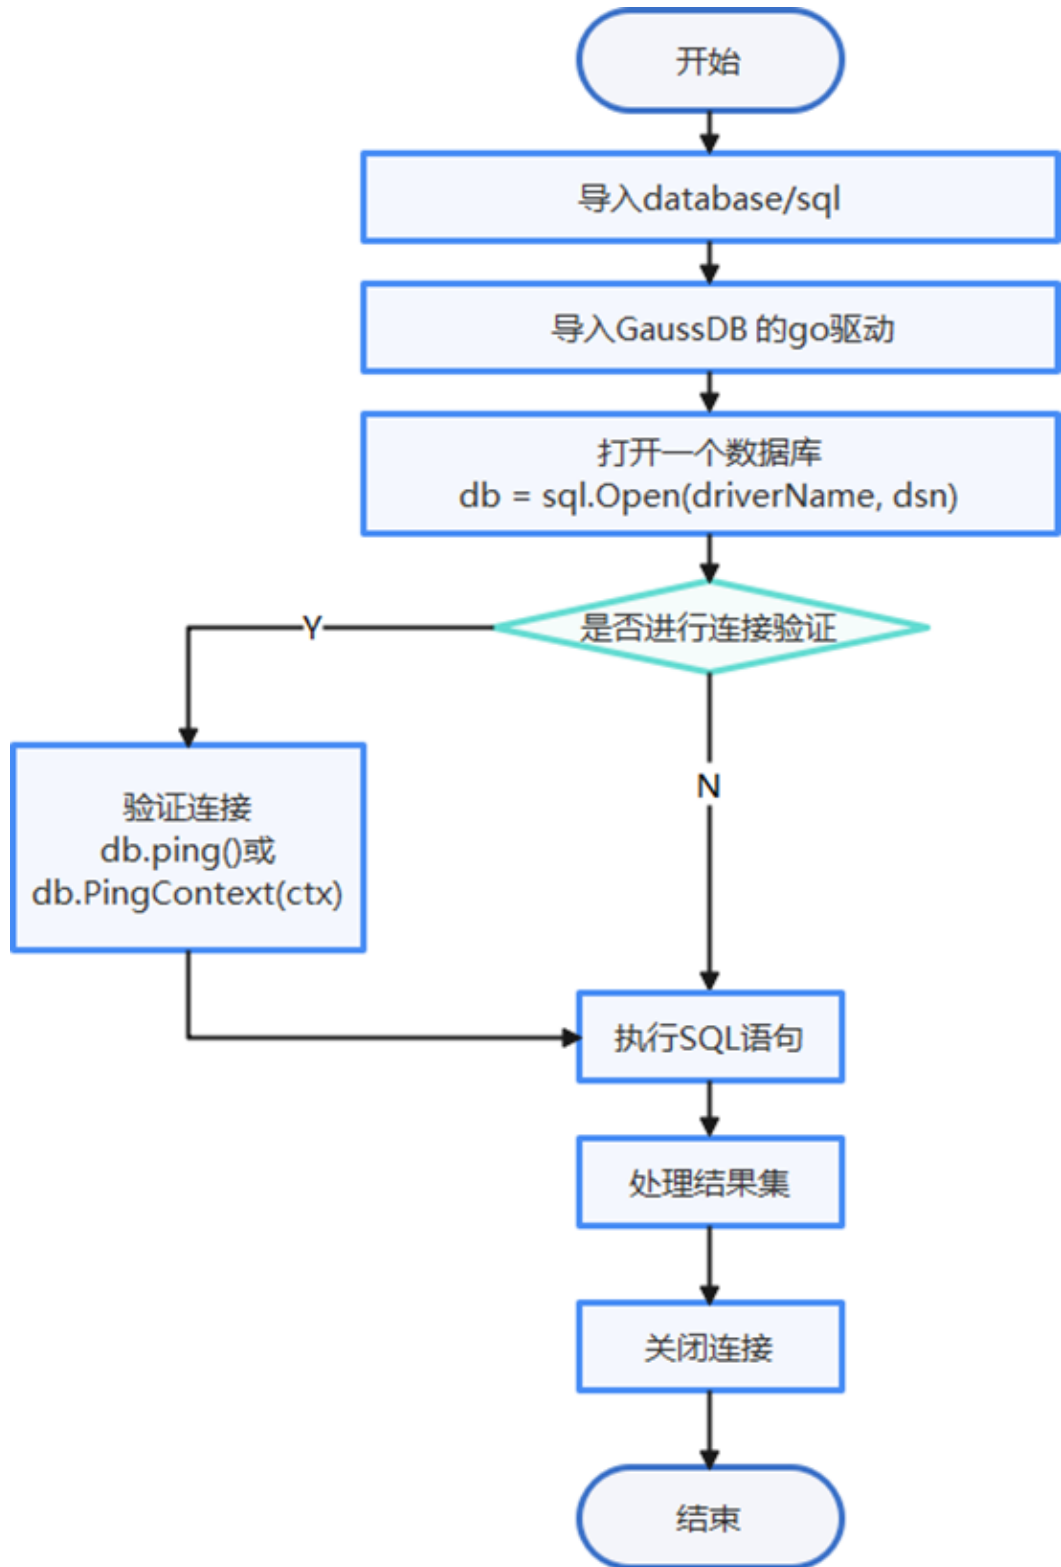 开始
导入database/sql
导入GaussDB 的go驱动
打开一个数据库
db = sql.Open(driverName, dsn)
是否进行连接验证
Y
N
验证连接
db.ping()或
db.PingContext(ctx)
执行SQL语句
处理结果集
关闭连接
结束